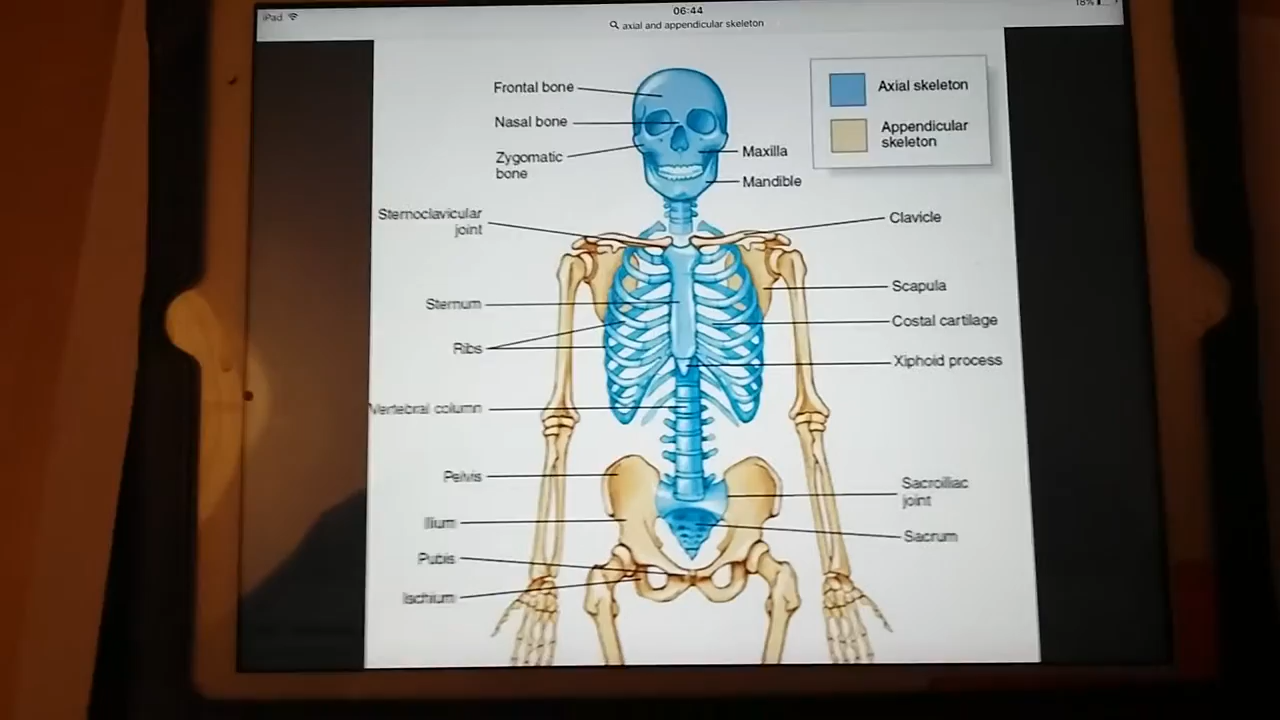 iPad
06:44
18%
axial and appendicular skeleton
Frontal bone
Nasal bone
Zygomatic
bone
Maxilla
Mandible
Axial skeleton
Appendicular
skeleton
Sternoclavicular
joint
Clavicle
Sternum
Scapula
Ribs
Costal cartilage
Xiphoid process
Vertebral column
Pelvis
Sacroiliac
joint
Ilium
Sacrum
Pubis
Ischium